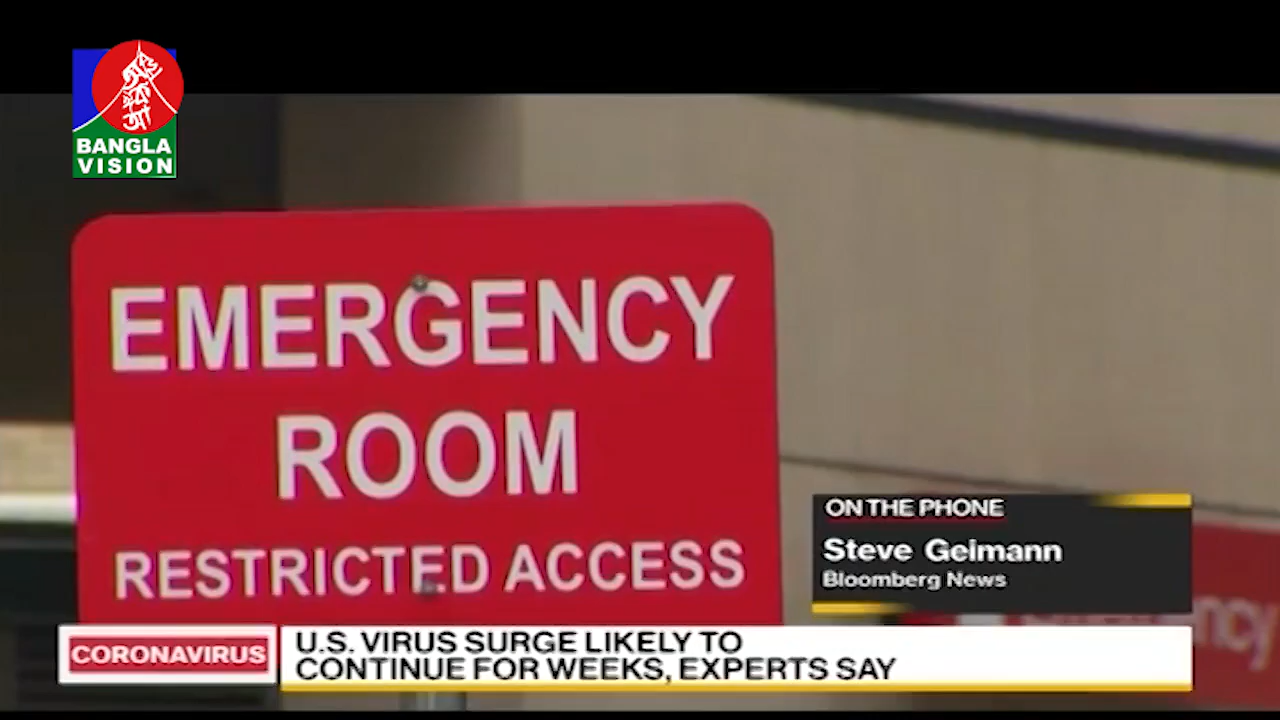 BANGLA
VISION
EMERGENCY
ROOM
RESTRICTED ACCESS
ON THE PHONE
Steve Geimann
Bloomberg News
CORONAVIRUS
U.S. VIRUS SURGE LIKELY TO
CONTINUE FOR WEEKS, EXPERTS SAY